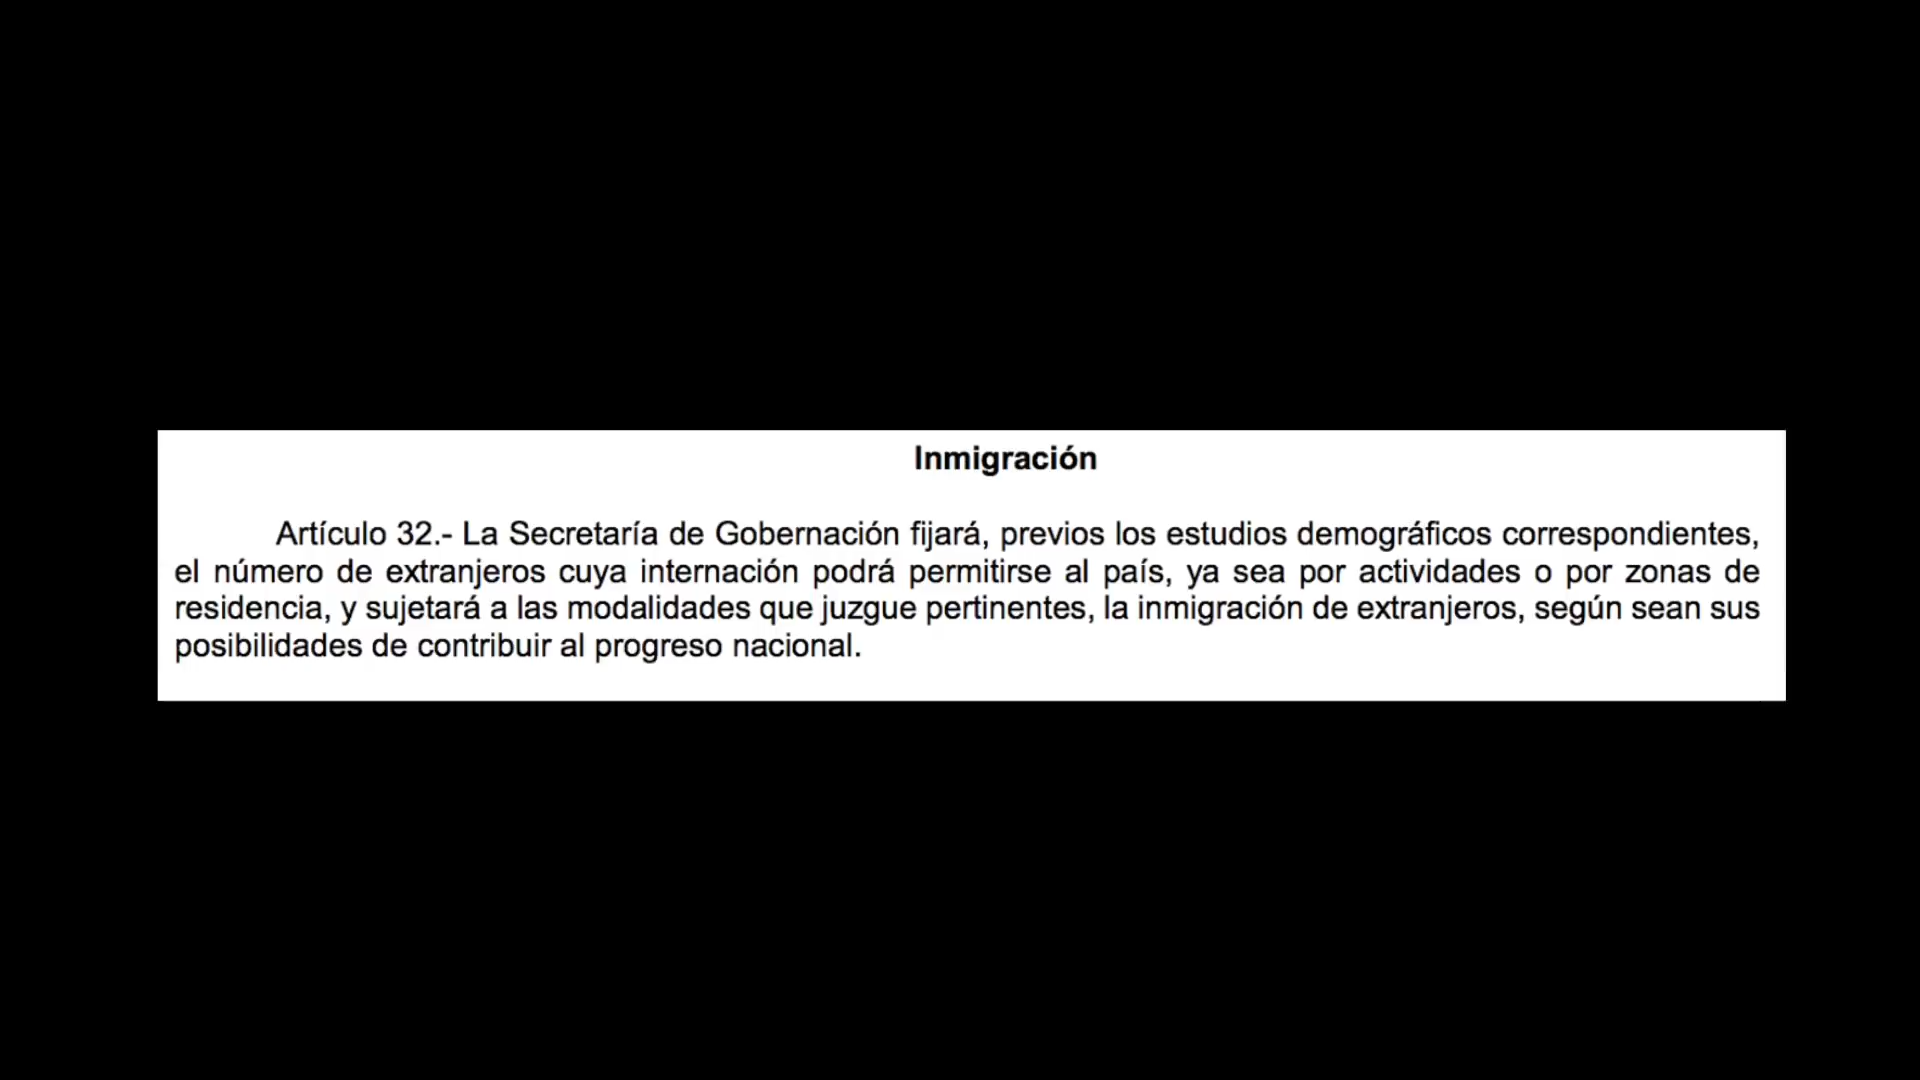 Inmigración
Artículo 32.- La Secretaría de Gobernación fijará, previos los estudios demográficos correspondientes,
el número de extranjeros cuya internación podrá permitirse al país, ya sea por actividades o por zonas de
residencia, y sujetará a las modalidades que juzgue pertinentes, la inmigración de extranjeros, según sean sus
posibilidades de contribuir al progreso nacional.